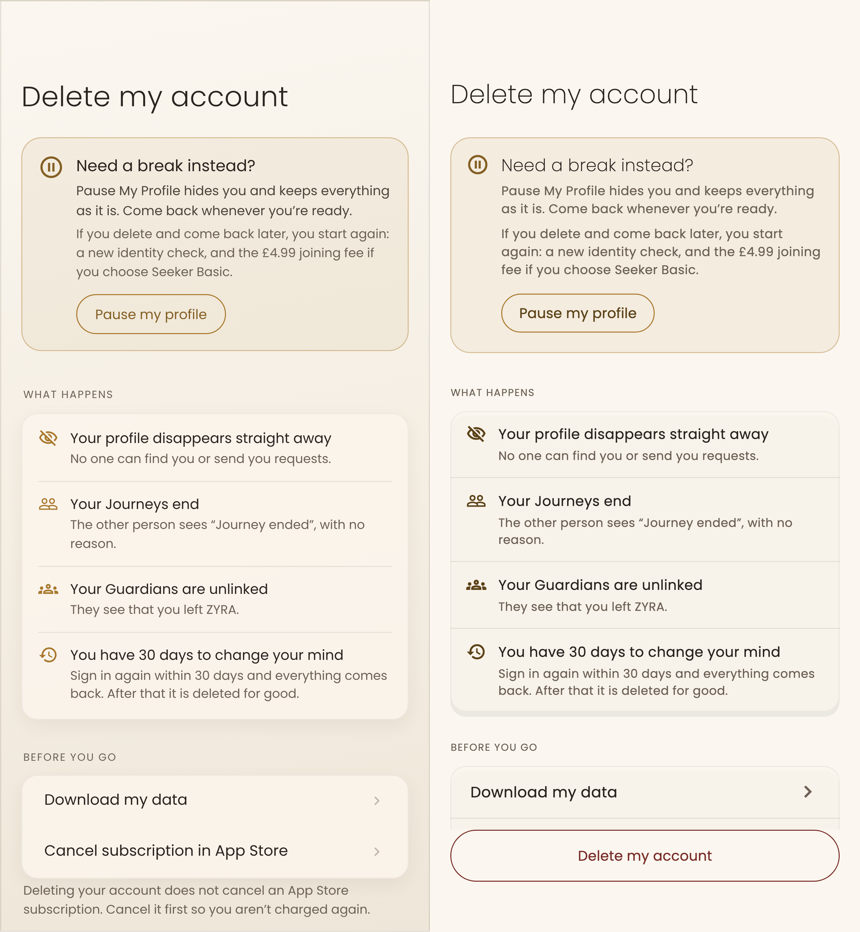 Delete my account
Need a break instead?
Pause My Profile hides you and keeps everything
as it is. Come back whenever you’re ready.
If you delete and come back later, you start again:
a new identity check, and the £4.99 joining fee if
you choose Seeker Basic.
Pause my profile
WHAT HAPPENS
Your profile disappears straight away
No one can find you or send you requests.
Your Journeys end
The other person sees “Journey ended”, with no
reason.
Your Guardians are unlinked
They see that you left ZYRA.
You have 30 days to change your mind
Sign in again within 30 days and everything comes
back. After that it is deleted for good.
BEFORE YOU GO
Download my data
Cancel subscription in App Store
Deleting your account does not cancel an App Store
subscription. Cancel it first so you aren’t charged again.
Delete my account
Need a break instead?
Pause My Profile hides you and keeps everything
as it is. Come back whenever you’re ready.
If you delete and come back later, you start
again: a new identity check, and the £4.99 joining
fee if you choose Seeker Basic.
Pause my profile
WHAT HAPPENS
Your profile disappears straight away
No one can find you or send you requests.
Your Journeys end
The other person sees “Journey ended”, with no
reason.
Your Guardians are unlinked
They see that you left ZYRA.
You have 30 days to change your mind
Sign in again within 30 days and everything comes
back. After that it is deleted for good.
BEFORE YOU GO
Download my data
Delete my account